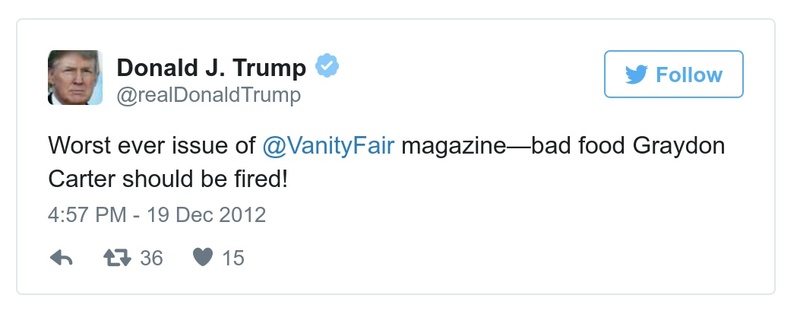 Donald J. Trump
@realDonaldTrump
Follow
Worst ever issue of @VanityFair magazine—bad food Graydon
Carter should be fired!
4:57 PM - 19 Dec 2012
36 15